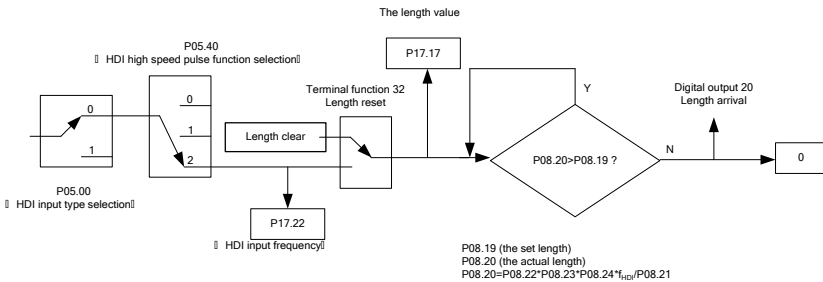 The length value
P17.17
P05.40
HDI high speed pulse function selection
Terminal function 32
Length reset
Y
Digital output 20
Length arrival
0
1
0
1
2
Length clear
P08.20>P08.19 ?
N
0
P05.00
HDI input type selection
P17.22
HDI input frequency
P08.19 (the set length)
P08.20 (the actual length)
P08.20=P08.22*P08.23*P08.24*fHDI/P08.21